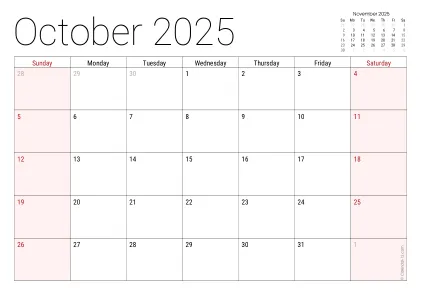 October 2025
November 2025
Su Mo Tu We Th Fr Sa
1
2 3 4 5 6 7 8
9 10 11 12 13 14 15
16 17 18 19 20 21 22
23 24 25 26 27 28 29
30
Sunday Monday Tuesday Wednesday Thursday Friday Saturday
28 29 30 1 2 3 4
5 6 7 8 9 10 11
12 13 14 15 16 17 18
19 20 21 22 23 24 25
26 27 28 29 30 31 1